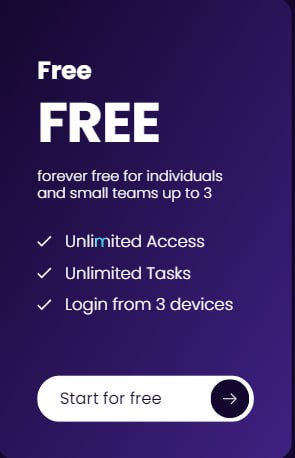 Free
FREE
forever free for individuals
and small teams up to 3
Unlimited Access
Unlimited Tasks
Login from 3 devices
Start for free